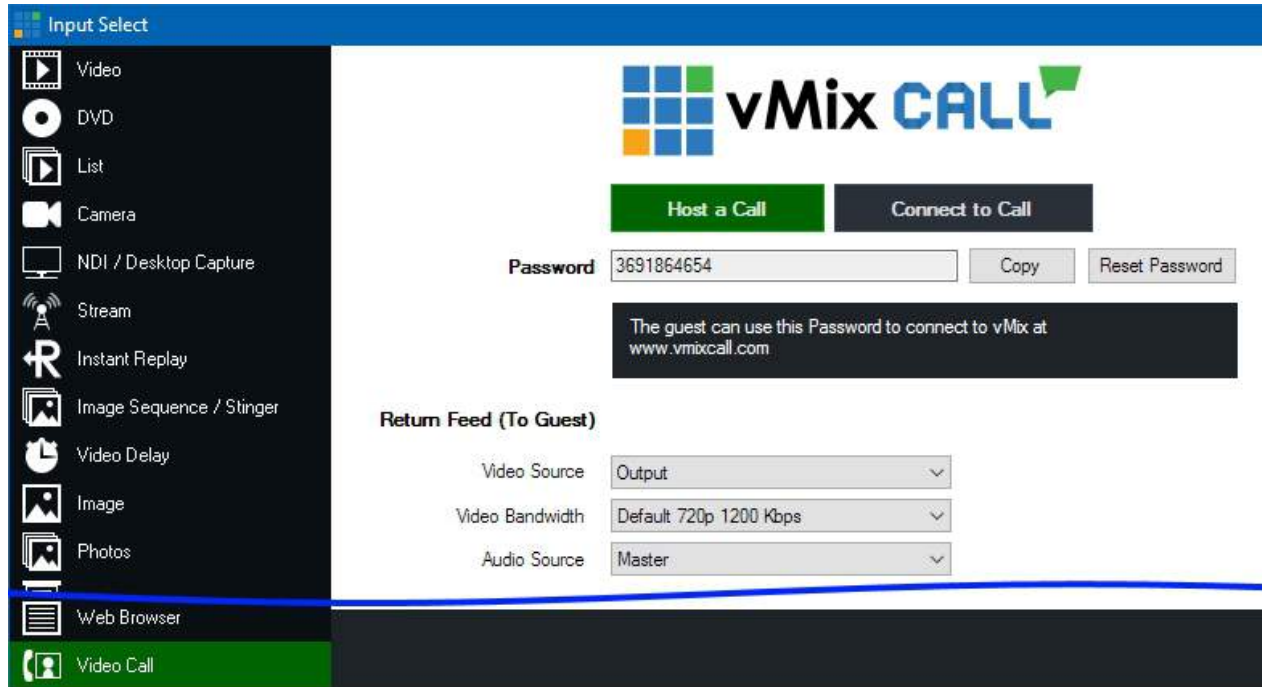 Input Select
Video
DVD
List
Camera
NDI / Desktop Capture
Stream
Instant Replay
Image Sequence / Stinger
Video Delay
Image
Photos
Web Browser
Video Call
vMix CALL
Host a Call
Connect to Call
Password
3691864654
Copy
Reset Password
The guest can use this Password to connect to vMix at
www.vmixcall.com
Return Feed (To Guest)
Video Source
Output
Video Bandwidth
Default 720p 1200 Kbps
Audio Source
Master